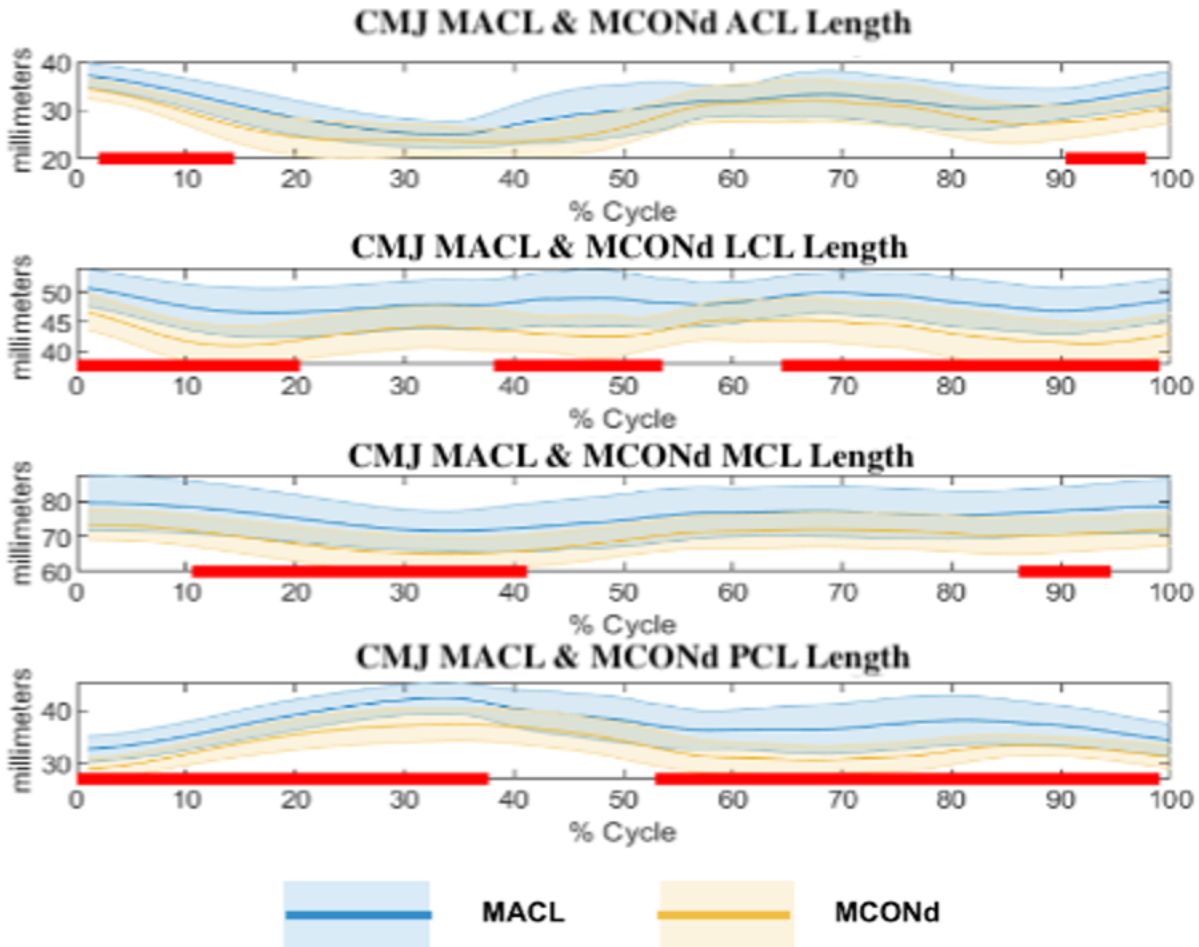 CMJ MACL & MCONd ACL Length
millimeters
40
30
20
0 10 20 30 40 50 60 70 80 90 100
% Cycle
CMJ MACL & MCONd LCL Length
millimeters
50
45
40
0 10 20 30 40 50 60 70 80 90 100
% Cycle
CMJ MACL & MCONd MCL Length
millimeters
80
70
60
0 10 20 30 40 50 60 70 80 90 100
% Cycle
CMJ MACL & MCONd PCL Length
millimeters
40
30
0 10 20 30 40 50 60 70 80 90 100
% Cycle
MACL MCONd